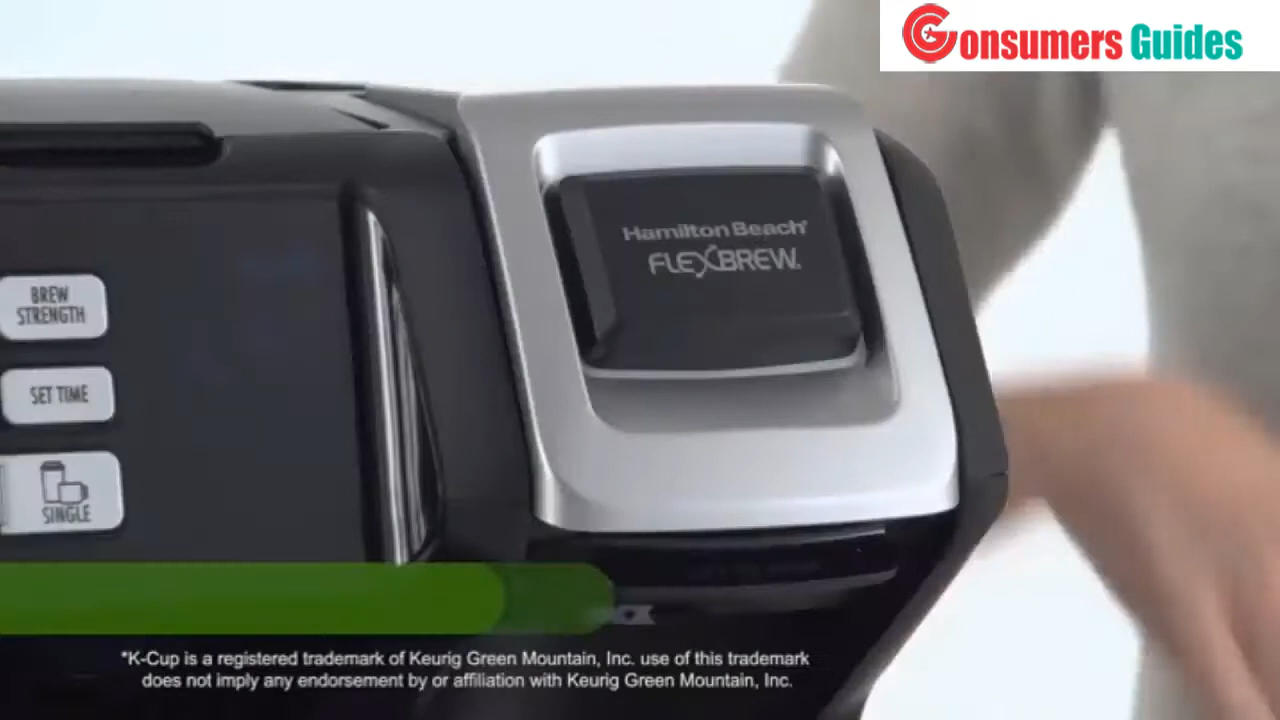 Consumers Guides
Hamilton Beach
FLEXBREW.
BREW
STRENGTH
SET TIME
SINGLE
*K-Cup is a registered trademark of Keurig Green Mountain, Inc. use of this trademark
does not imply any endorsement by or affiliation with Keurig Green Mountain, Inc.